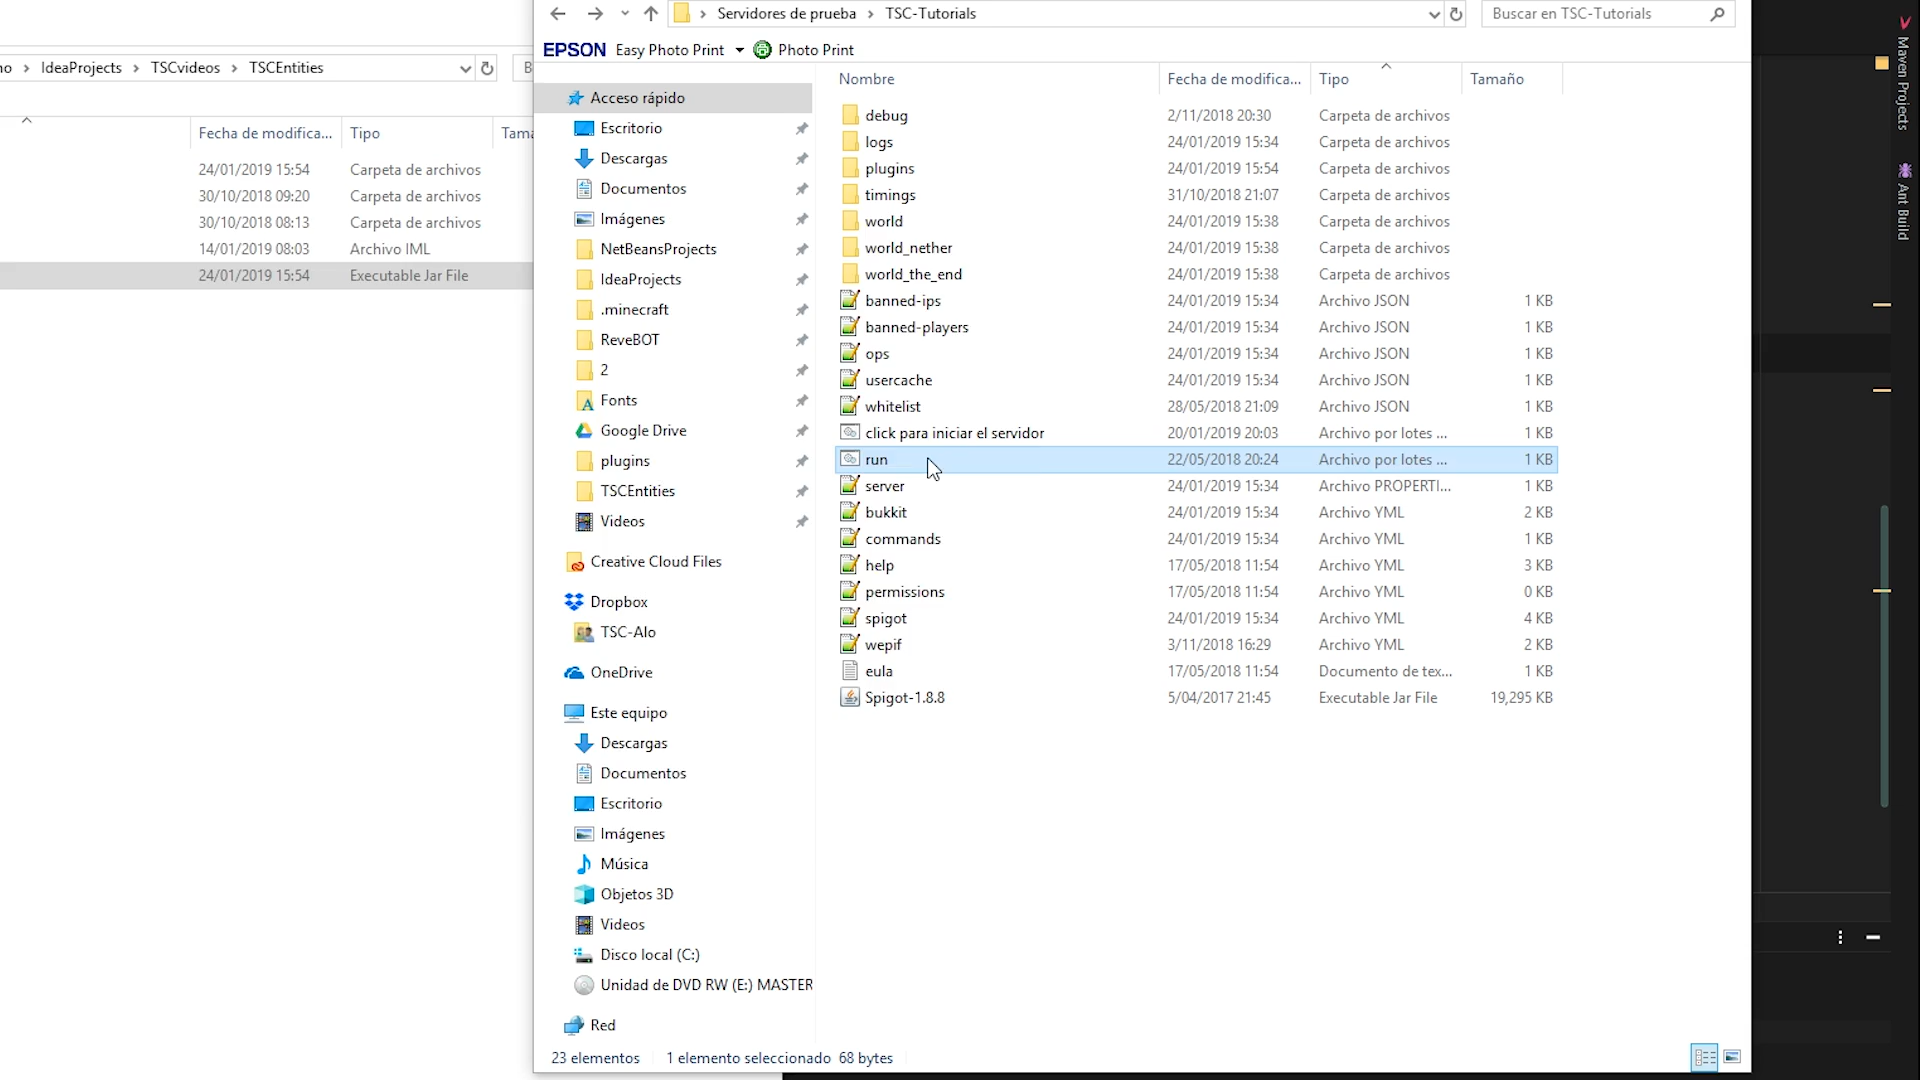 no › IdeaProjects › TSCvideos › TSCEntities
Fecha de modifica... Tipo
24/01/2019 15:54 Carpeta de archivos
30/10/2018 09:20 Carpeta de archivos
30/10/2018 08:13 Carpeta de archivos
14/01/2019 08:03 Archivo IML
24/01/2019 15:54 Executable Jar File
Servidores de prueba › TSC-Tutorials
Buscar en TSC-Tutorials
EPSON Easy Photo Print Photo Print
Acceso rápido
Escritorio
Descargas
Documentos
Imágenes
NetBeansProjects
IdeaProjects
.minecraft
ReveBOT
2
Fonts
Google Drive
plugins
TSCEntities
Videos
Creative Cloud Files
Dropbox
TSC-Alo
OneDrive
Este equipo
Descargas
Documentos
Escritorio
Imágenes
Música
Objetos 3D
Videos
Disco local (C:)
Unidad de DVD RW (E:) MASTER
Red
Nombre Fecha de modifica... Tipo Tamaño
debug 2/11/2018 20:30 Carpeta de archivos
logs 24/01/2019 15:34 Carpeta de archivos
plugins 24/01/2019 15:54 Carpeta de archivos
timings 31/10/2018 21:07 Carpeta de archivos
world 24/01/2019 15:38 Carpeta de archivos
world_nether 24/01/2019 15:38 Carpeta de archivos
world_the_end 24/01/2019 15:38 Carpeta de archivos
banned-ips 24/01/2019 15:34 Archivo JSON 1 KB
banned-players 24/01/2019 15:34 Archivo JSON 1 KB
ops 24/01/2019 15:34 Archivo JSON 1 KB
usercache 24/01/2019 15:34 Archivo JSON 1 KB
whitelist 28/05/2018 21:09 Archivo JSON 1 KB
click para iniciar el servidor 20/01/2019 20:03 Archivo por lotes ... 1 KB
run 22/05/2018 20:24 Archivo por lotes ... 1 KB
server 24/01/2019 15:34 Archivo PROPERTI... 1 KB
bukkit 24/01/2019 15:34 Archivo YML 2 KB
commands 24/01/2019 15:34 Archivo YML 1 KB
help 17/05/2018 11:54 Archivo YML 3 KB
permissions 17/05/2018 11:54 Archivo YML 0 KB
spigot 24/01/2019 15:34 Archivo YML 4 KB
wepif 3/11/2018 16:29 Archivo YML 2 KB
eula 17/05/2018 11:54 Documento de tex... 1 KB
Spigot-1.8.8 5/04/2017 21:45 Executable Jar File 19,295 KB
23 elementos 1 elemento seleccionado 68 bytes
Maven Projects
Ant Build